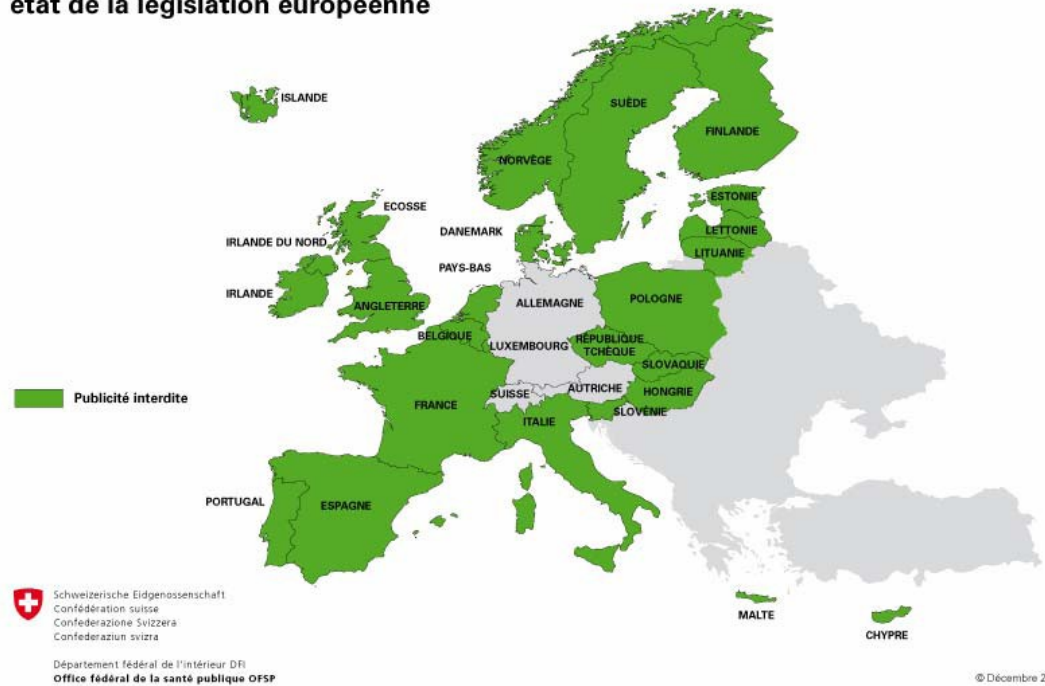 état de la législation européenne
ISLANDE
SUÈDE
FINLANDE
NORVÈGE
ESTONIE
ECOSSE
LETTONIE
DANEMARK
IRLANDE DU NORD
LITUANIE
PAYS-BAS
IRLANDE
ANGLETERRE
ALLEMAGNE
POLOGNE
BELGIQUE
LUXEMBOURG
RÉPUBLIQUE
TCHÈQUE
SLOVAQUIE
SUISSE
AUTRICHE
HONGRIE
Publicité interdite
FRANCE
SLOVÉNIE
ITALIE
PORTUGAL
ESPAGNE
Schweizerische Eidgenossenschaft
Confédération suisse
Confederazione Svizzera
Confederaziun svizra
MALTE
CHYPRE
Département fédéral de l'intérieur DFI
Office fédéral de la santé publique OFSP
© Décembre 2